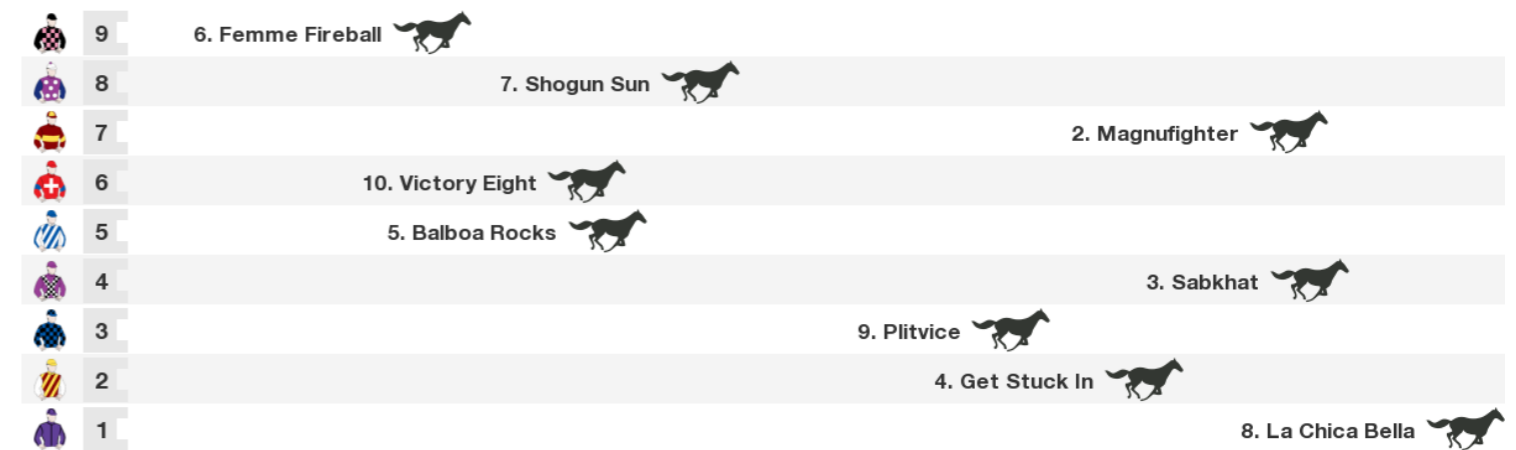 9 6. Femme Fireball
8 7. Shogun Sun
7 2. Magnufighter
6 10. Victory Eight
5 5. Balboa Rocks
4 3. Sabkhat
3 9. Plitvice
2 4. Get Stuck In
1 8. La Chica Bella